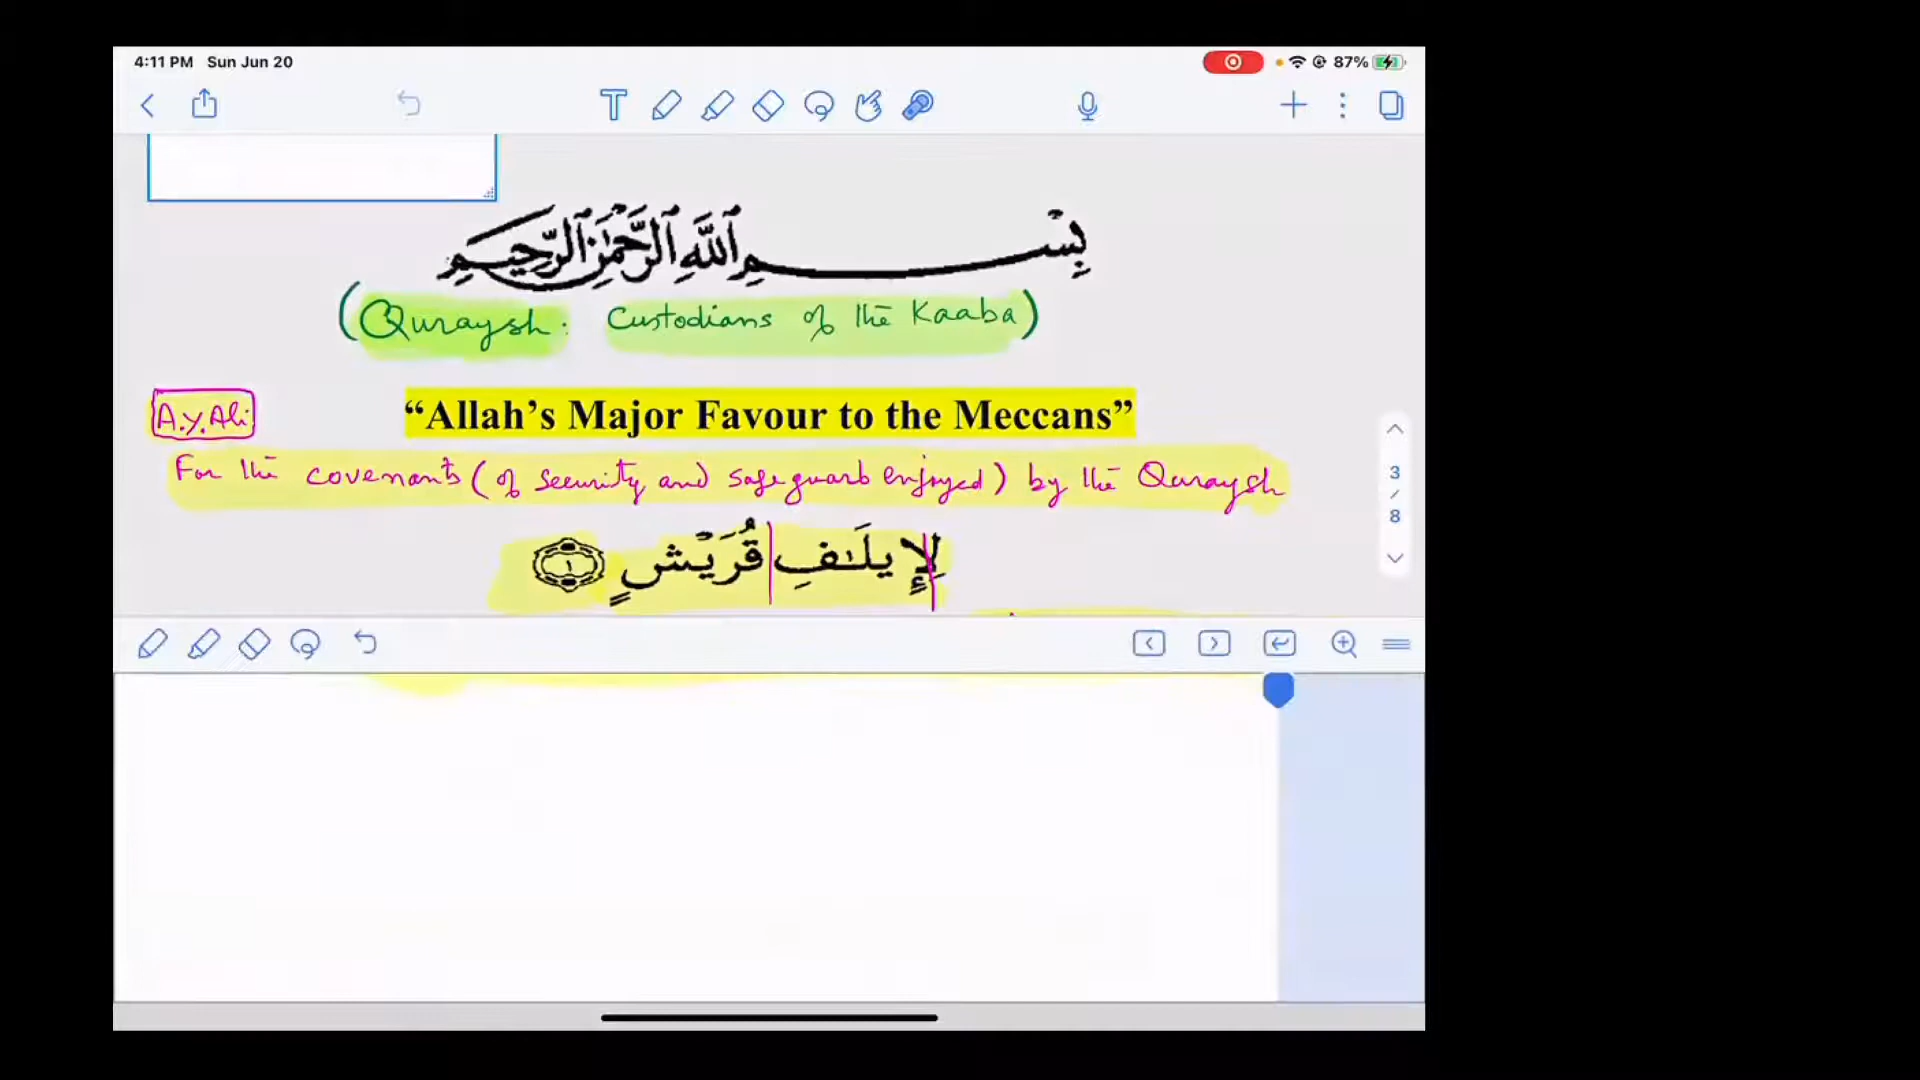 4:11 PM Sun Jun 20
87%
T
بِسْمِ ٱللَّهِ ٱلرَّحْمَٰنِ ٱلرَّحِيمِ
(Quraysh: Custodians of the Kaaba)
A.Y.Ali
“Allah’s Major Favour to the Meccans”
For the covenants (of security and safeguard enjoyed) by the Quraysh
لِإِيلَٰفِ قُرَيْشٍ ١
3
/
8